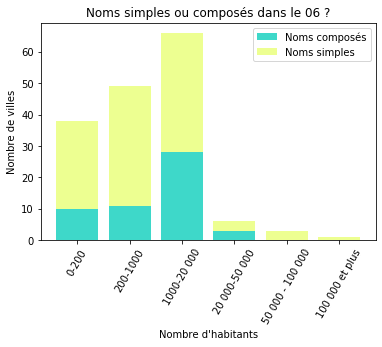 Noms simples ou composés dans le 06 ?
Noms composés
Noms simples
Nombre de villes
60
50
40
30
20
10
0
0-200
200-1000
1000-20 000
20 000-50 000
50 000 - 100 000
100 000 et plus
Nombre d'habitants